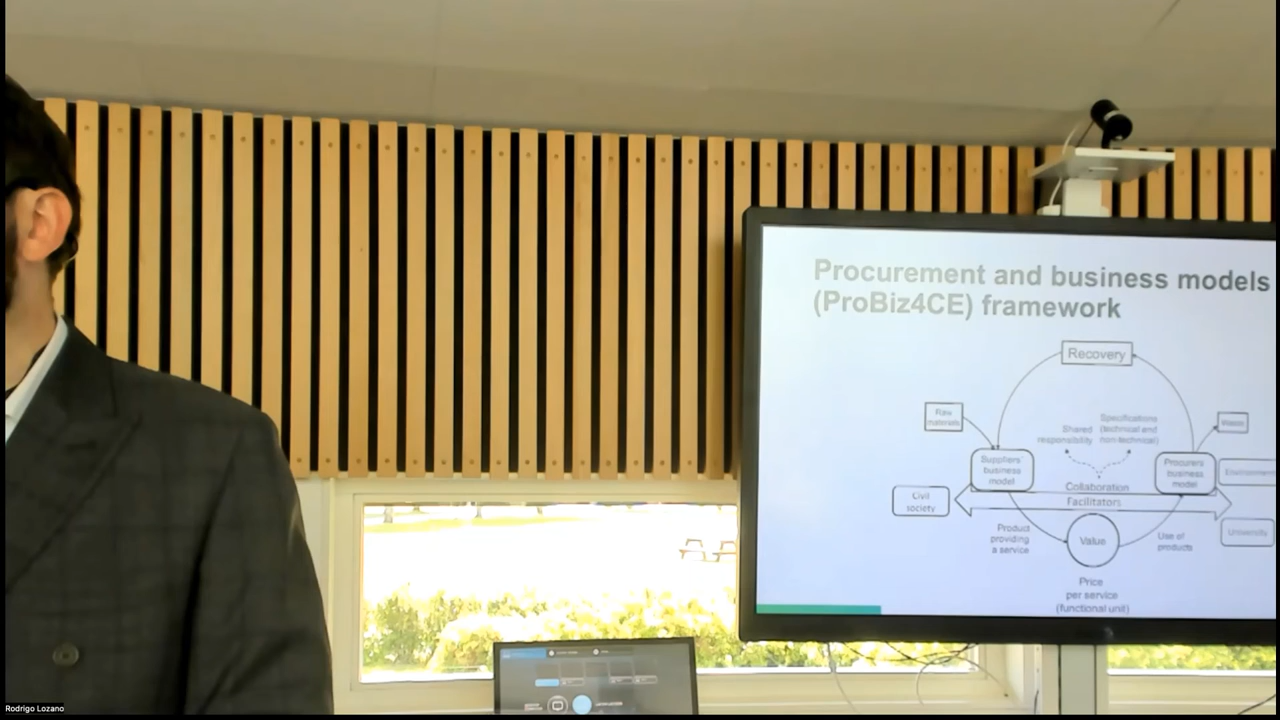 Procurement and business models
(ProBiz4CE) framework
Recovery
Raw
materials
Specifications
(technical and
non-technical)
Shared
responsibility
Waste
Suppliers'
business
model
Procurers
business
model
Collaboration
Facilitators
Civil
society
University
Product
providing
a service
Value
Use of
products
Price
per service
(functional unit)
Rodrigo Lozano